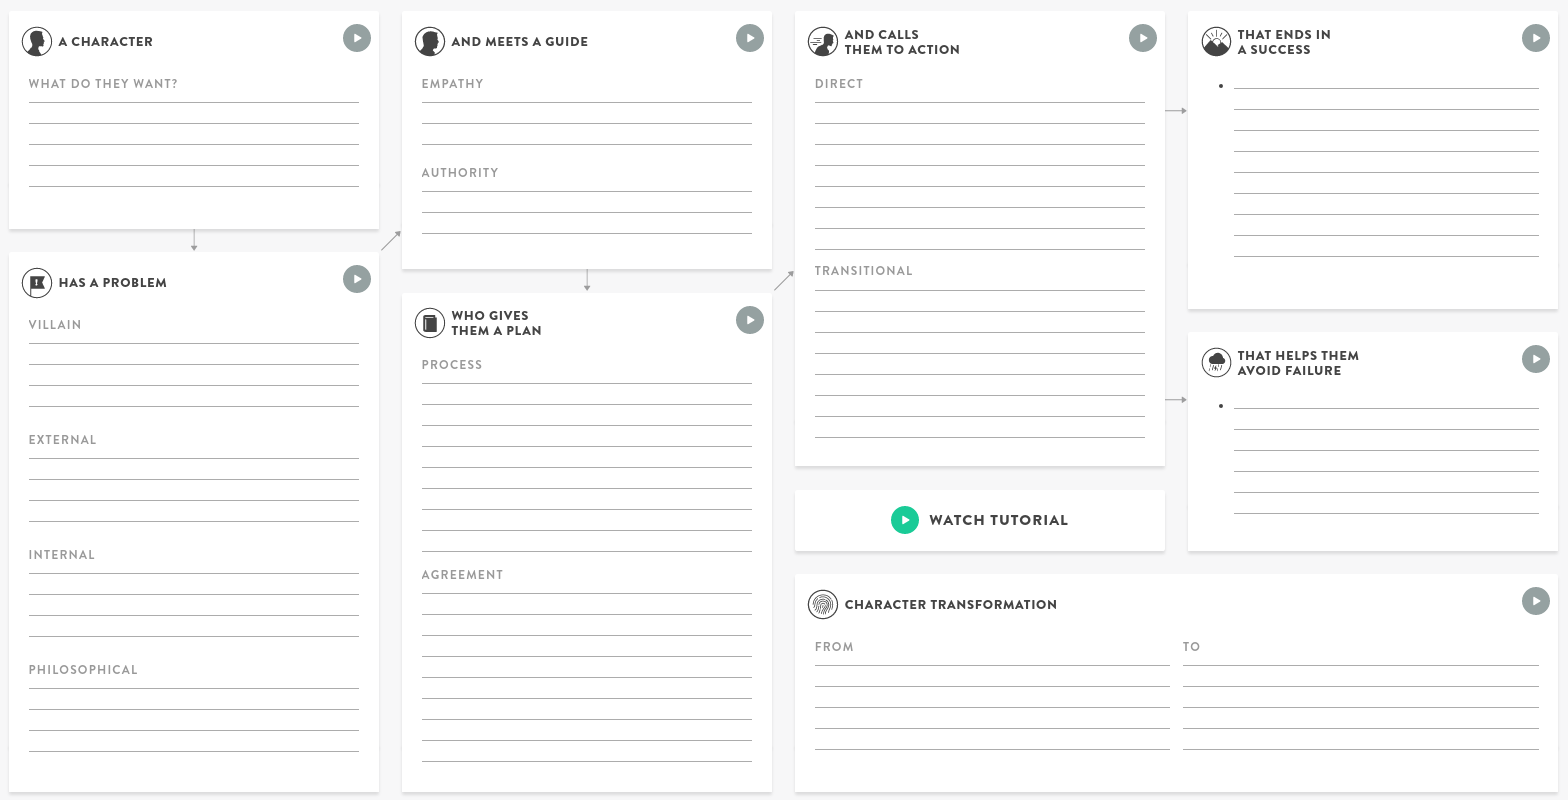 A CHARACTER
WHAT DO THEY WANT?
HAS A PROBLEM
VILLAIN
EXTERNAL
INTERNAL
PHILOSOPHICAL
AND MEETS A GUIDE
EMPATHY
AUTHORITY
WHO GIVES
THEM A PLAN
PROCESS
AGREEMENT
AND CALLS
THEM TO ACTION
DIRECT
TRANSITIONAL
WATCH TUTORIAL
THAT ENDS IN
A SUCCESS
THAT HELPS THEM
AVOID FAILURE
CHARACTER TRANSFORMATION
FROM
TO